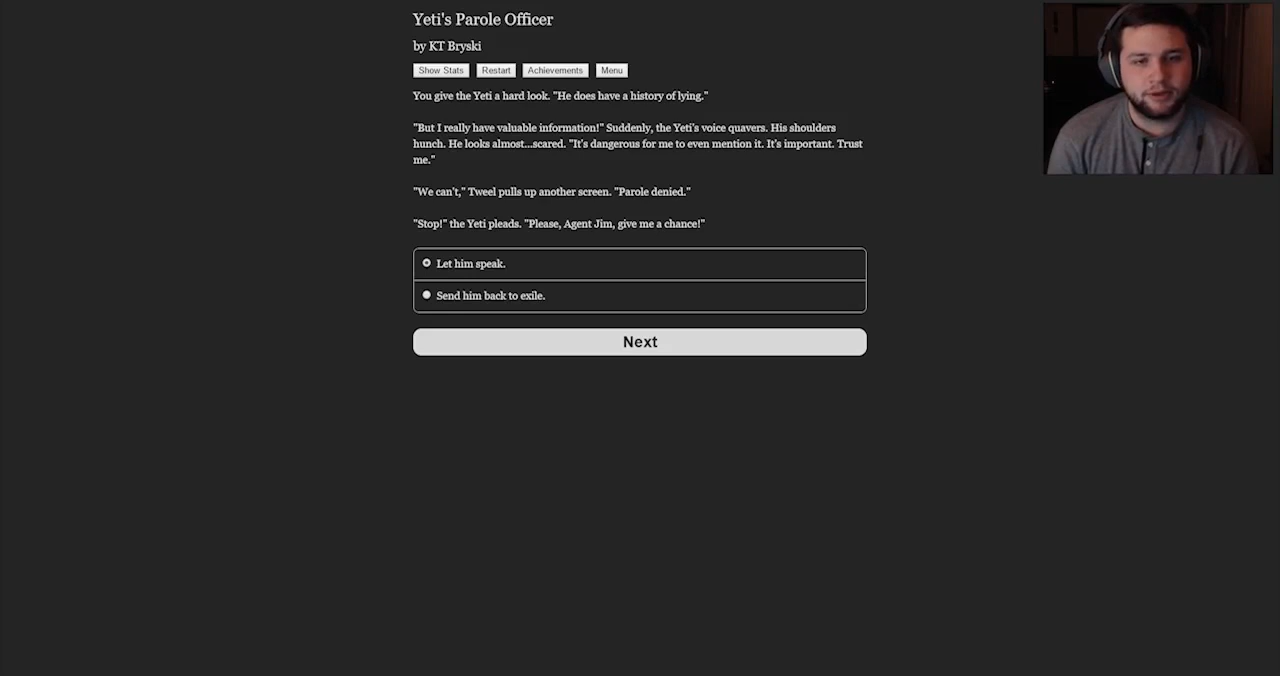 Yeti's Parole Officer
by KT Bryski
Show Stats Restart Achievements Menu
You give the Yeti a hard look. "He does have a history of lying."
"But I really have valuable information!" Suddenly, the Yeti's voice quavers. His shoulders
hunch. He looks almost...scared. "It's dangerous for me to even mention it. It's important. Trust
me."
"We can't," Tweel pulls up another screen. "Parole denied."
"Stop!" the Yeti pleads. "Please, Agent Jim, give me a chance!"
Let him speak.
Send him back to exile.
Next